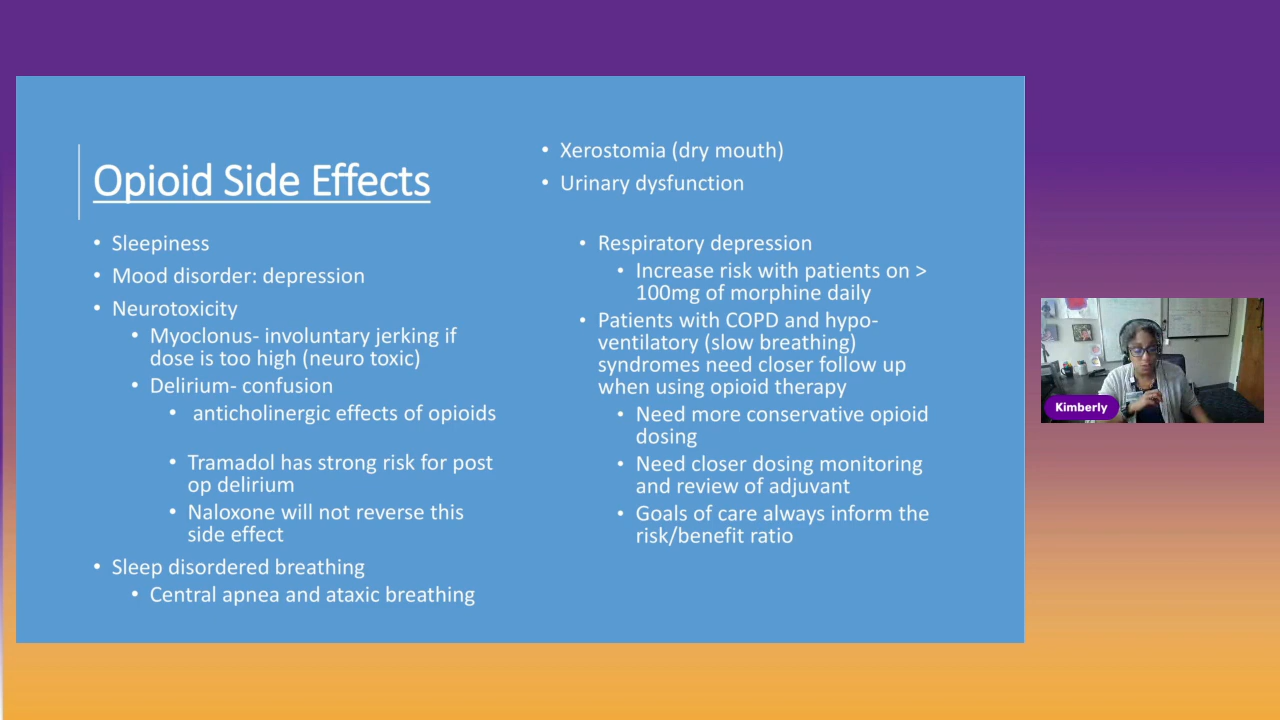 Opioid Side Effects
• Sleepiness
• Mood disorder: depression
• Neurotoxicity
• Myoclonus- involuntary jerking if
dose is too high (neuro toxic)
• Delirium- confusion
• anticholinergic effects of opioids
• Tramadol has strong risk for post
op delirium
• Naloxone will not reverse this
side effect
• Sleep disordered breathing
• Central apnea and ataxic breathing
• Xerostomia (dry mouth)
• Urinary dysfunction
• Respiratory depression
• Increase risk with patients on >
100mg of morphine daily
• Patients with COPD and hypo-
ventilatory (slow breathing)
syndromes need closer follow up
when using opioid therapy
• Need more conservative opioid
dosing
• Need closer dosing monitoring
and review of adjuvant
• Goals of care always inform the
risk/benefit ratio
Kimberly